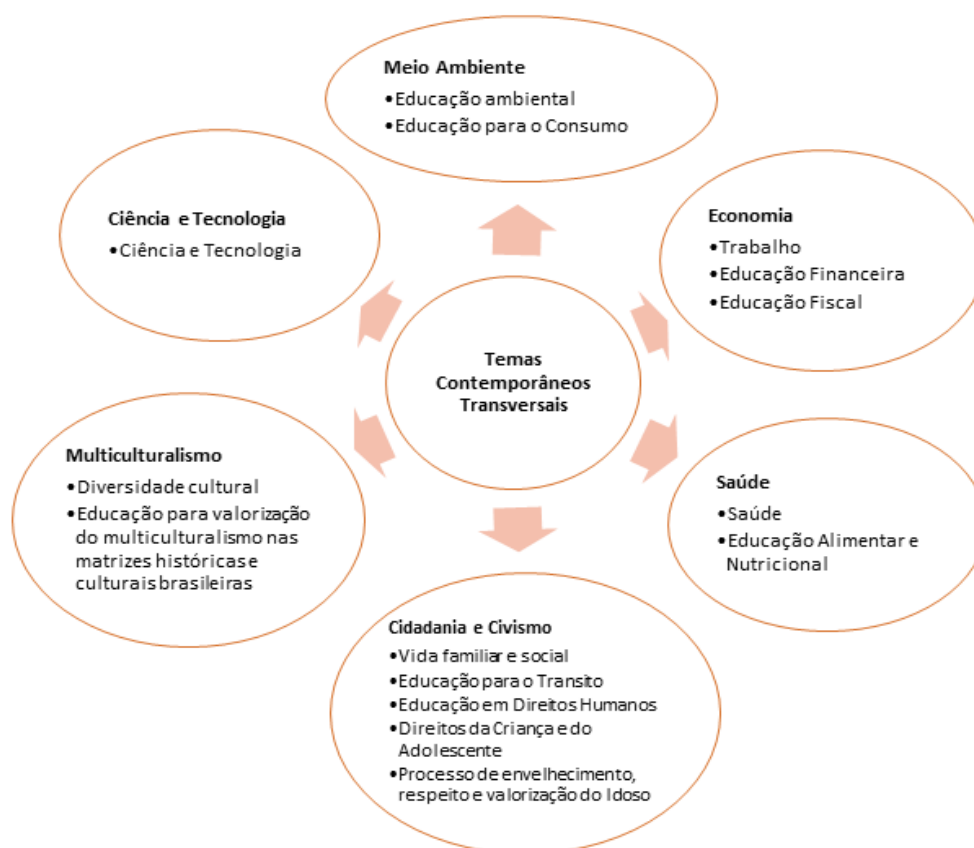 Meio Ambiente
•Educação ambiental
•Educação para o Consumo
Ciência e Tecnologia
•Ciência e Tecnologia
Economia
•Trabalho
•Educação Financeira
•Educação Fiscal
Temas
Contemporâneos
Transversais
Multiculturalismo
•Diversidade cultural
•Educação para valorização
do multiculturalismo nas
matrizes históricas e
culturais brasileiras
Saúde
•Saúde
•Educação Alimentar e
Nutricional
Cidadania e Civismo
•Vida familiar e social
•Educação para o Transito
•Educação em Direitos Humanos
•Direitos da Criança e do
Adolescente
•Processo de envelhecimento,
respeito e valorização do Idoso